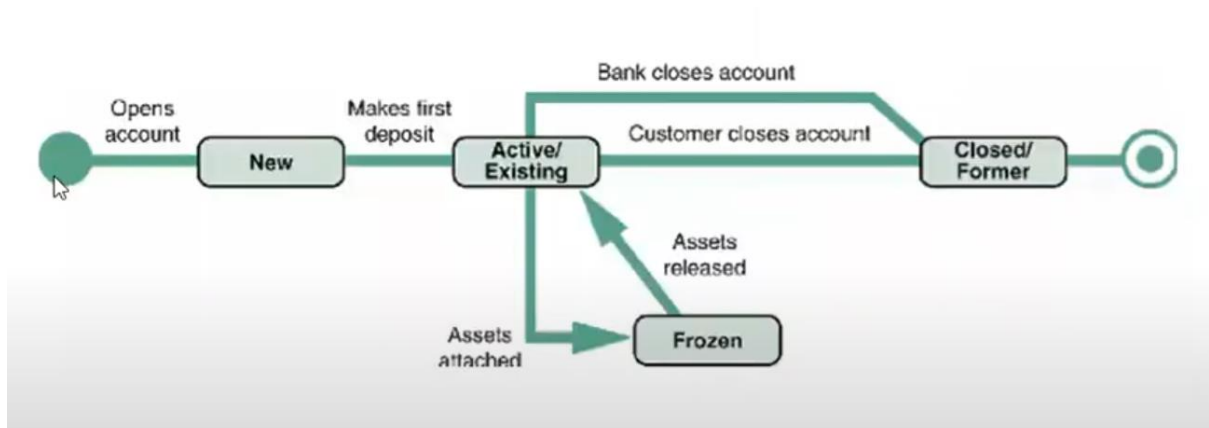 Opens
account
New
Makes first
deposit
Active/
Existing
Bank closes account
Customer closes account
Closed/
Former
Assets
released
Assets
attached
Frozen